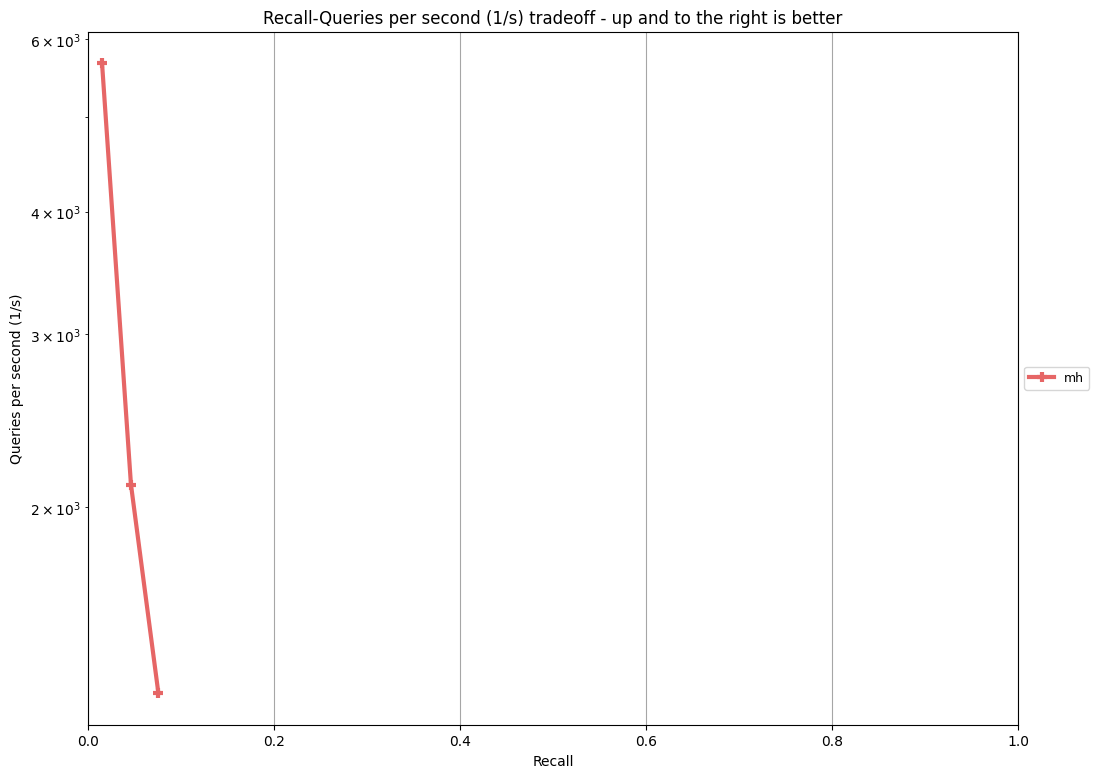 Recall-Queries per second (1/s) tradeoff - up and to the right is better
6 × 10³
4 × 10³
3 × 10³
2 × 10³
Queries per second (1/s)
mh
0.0 0.2 0.4 0.6 0.8 1.0
Recall